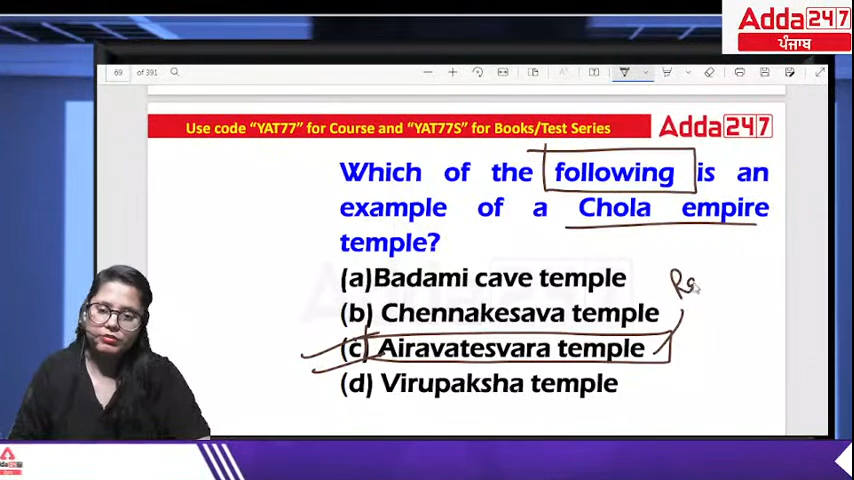 Adda247
ਪੰਜਾਬ
69 of 391
Use code "YAT77" for Course and "YAT77S" for Books/Test Series
Adda247
Which of the following is an
example of a Chola empire
temple?
(a)Badami cave temple
(b) Chennakesava temple
(c) Airavatesvara temple
(d) Virupaksha temple